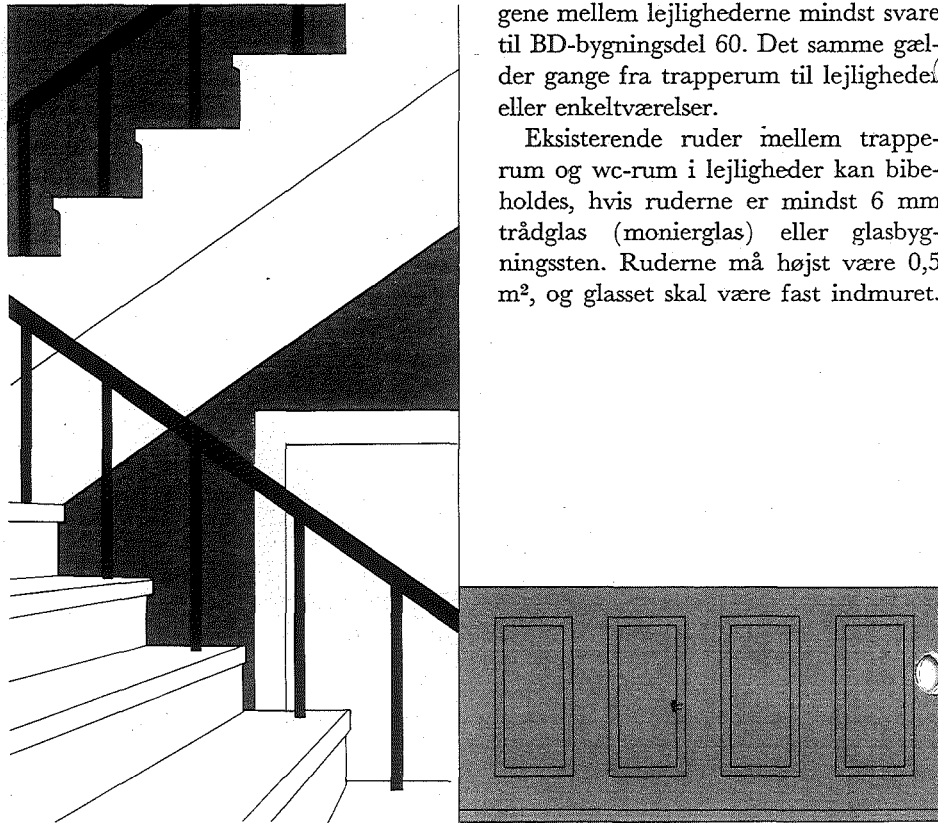 gene mellem lejlighederne mindst svare
til BD-bygningsdel 60. Det samme gæl-
der gange fra trapperum til lejligheder
eller enkeltværelser.
Eksisterende ruder mellem trappe-
rum og wc-rum i lejligheder kan bibe-
holdes, hvis ruderne er mindst 6 mm
trådglas (monierglas) eller glasbyg-
ningssten. Ruderne må højst være 0,5
m², og glasset skal være fast indmuret.